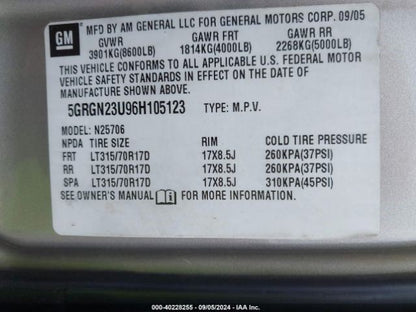 GM
MFD BY AM GENERAL LLC FOR GENERAL MOTORS CORP. 09/05
GVWR GAWR FRT GAWR RR
3901KG(8600LB) 1814KG(4000LB) 2268KG(5000LB)
THIS VEHICLE CONFORMS TO ALL APPLICABLE U.S. FEDERAL MOTOR
VEHICLE SAFETY STANDARDS IN EFFECT ON THE DATE OF
MANUFACTURE SHOWN ABOVE.
5GRGN23U96H105123 TYPE: M.P.V.
MODEL: N25706
NPDA TIRE SIZE RIM COLD TIRE PRESSURE
FRT LT315/70R17D 17X8.5J 260KPA(37PSI)
RR LT315/70R17D 17X8.5J 260KPA(37PSI)
SPA LT315/70R17D 17X8.5J 310KPA(45PSI)
SEE OWNER'S MANUAL FOR MORE INFORMATION.
© 40228255 - 09/05/2024 - IAA Inc.